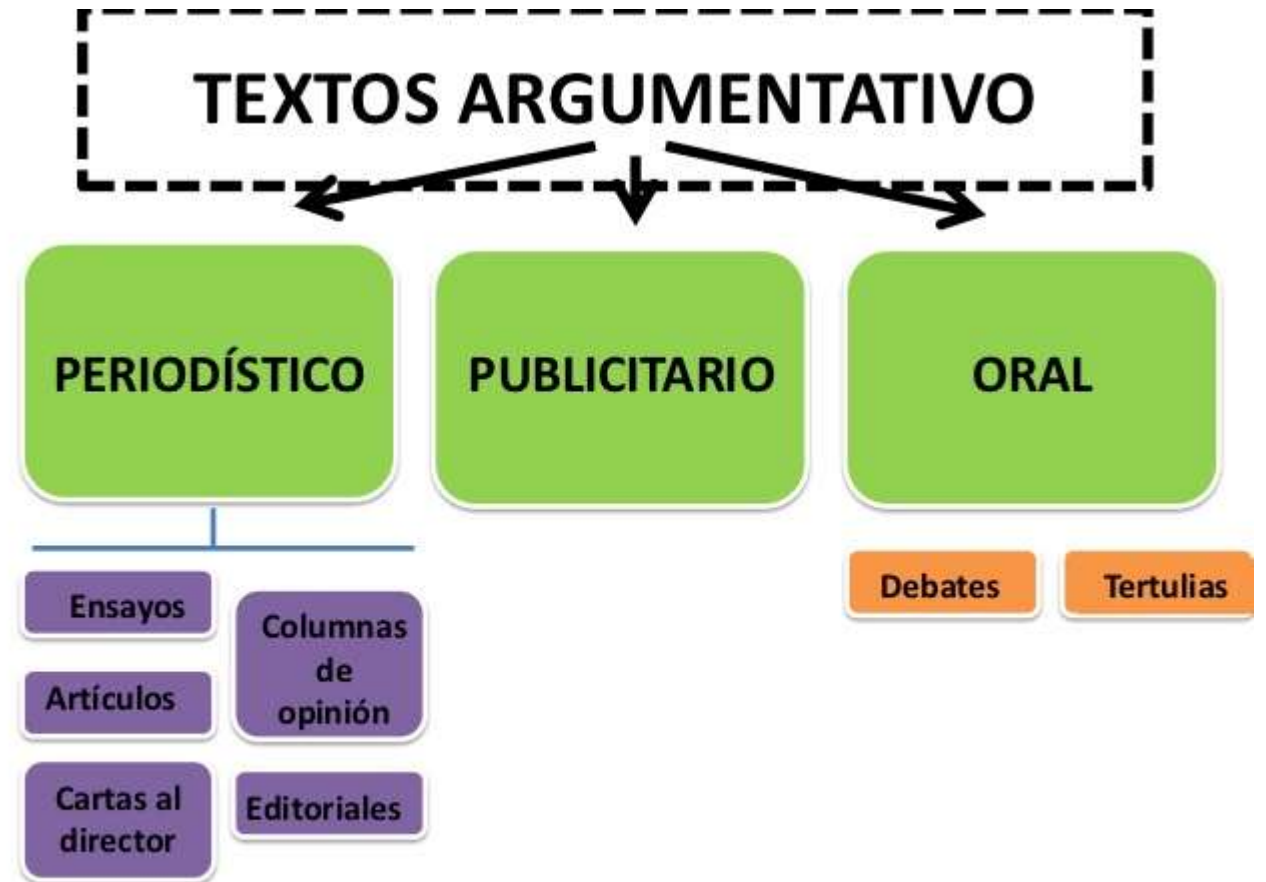 TEXTOS ARGUMENTATIVO
PERIODÍSTICO
PUBLICITARIO
ORAL
Ensayos
Artículos
Cartas al
director
Columnas
de
opinión
Editoriales
Debates
Tertulias